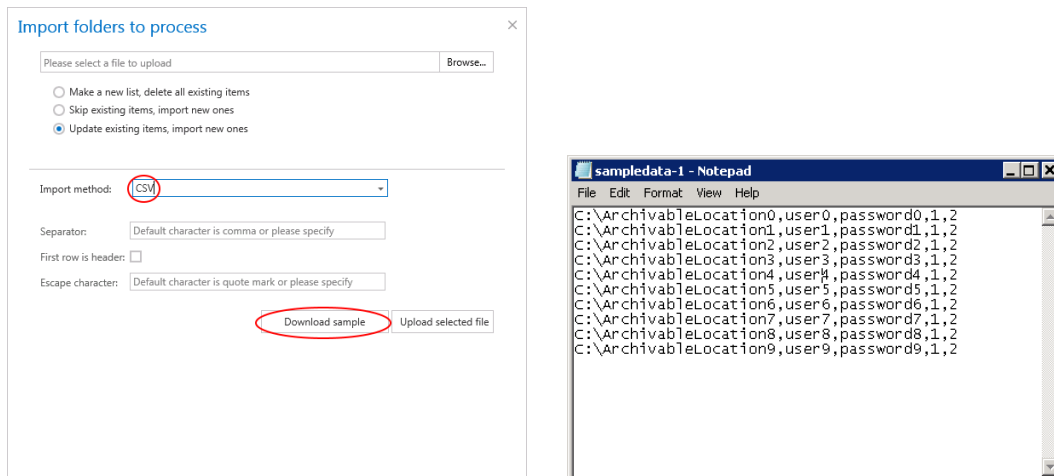 Import folders to process
Please select a file to upload
Browse...
Make a new list, delete all existing items
Skip existing items, import new ones
Update existing items, import new ones
Import method: CSV
Separator: Default character is comma or please specify
First row is header:
Escape character: Default character is quote mark or please specify
Download sample
Upload selected file
sampledata-1 - Notepad
File Edit Format View Help
C:\ArchivableLocation0,user0,password0,1,2
C:\ArchivableLocation1,user1,password1,1,2
C:\ArchivableLocation2,user2,password2,1,2
C:\ArchivableLocation3,user3,password3,1,2
C:\ArchivableLocation4,user4,password4,1,2
C:\ArchivableLocation5,user5,password5,1,2
C:\ArchivableLocation6,user6,password6,1,2
C:\ArchivableLocation7,user7,password7,1,2
C:\ArchivableLocation8,user8,password8,1,2
C:\ArchivableLocation9,user9,password9,1,2